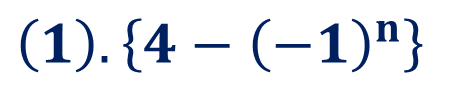 (1). {4 − (−1)ⁿ}